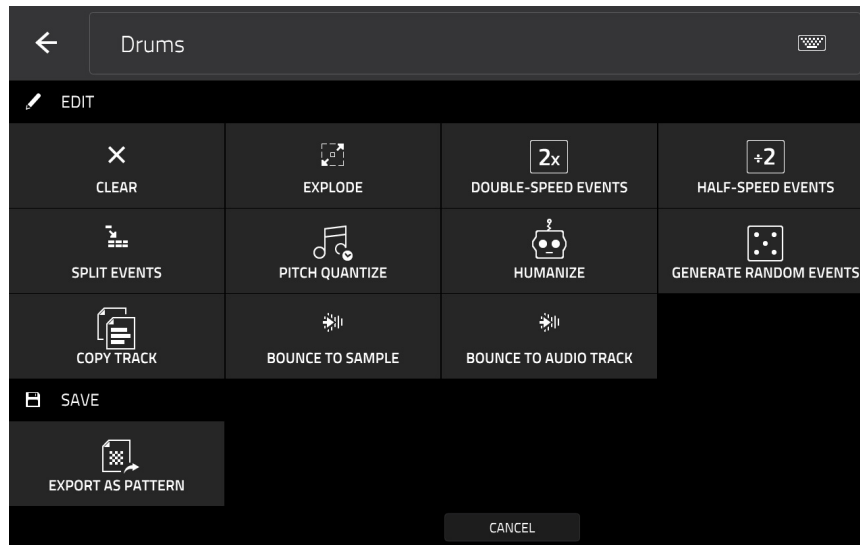 Drums
EDIT
CLEAR
EXPLODE
2x
DOUBLE-SPEED EVENTS
÷2
HALF-SPEED EVENTS
SPLIT EVENTS
PITCH QUANTIZE
HUMANIZE
GENERATE RANDOM EVENTS
COPY TRACK
BOUNCE TO SAMPLE
BOUNCE TO AUDIO TRACK
SAVE
EXPORT AS PATTERN
CANCEL